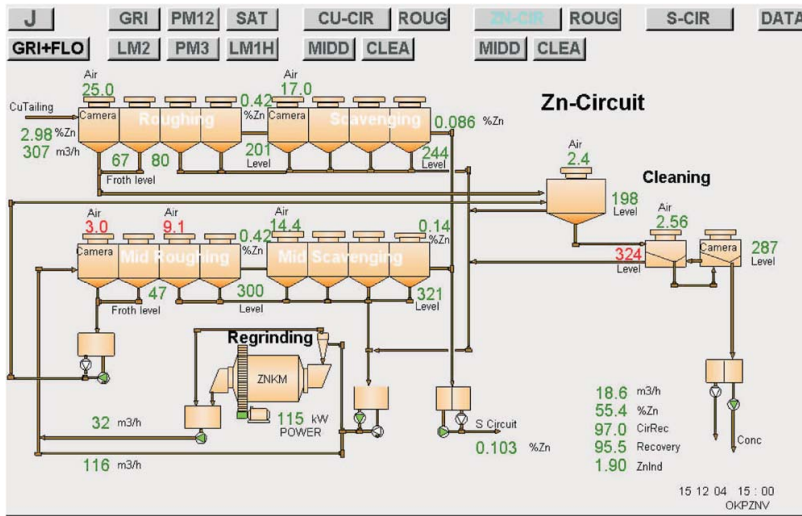 J GRI PM12 SAT CU-CIR ROUG ZN-CIR ROUG S-CIR DATA
GRI+FLO LM2 PM3 LM1H MIDD CLEA MIDD CLEA
Zn-Circuit
Air
25.0
Air
17.0
CuTailing
Camera
Roughing
0.42
%Zn
Camera
Scavenging
0.086 %Zn
2.98 %Zn
307 m3/h
67 80
Froth level
201
Level
244
Level
Air
2.4
198
Level
Cleaning
Air
2.56
Camera
287
Level
324
Level
Air
3.0
Air
9.1
Air
14.4
Camera
Mid Roughing
0.42
%Zn
Mid Scavenging
0.14
%Zn
47
Froth level
300
Level
321
Level
Regrinding
ZNKM
115 kW
POWER
32 m3/h
116 m3/h
S Circuit
0.103 %Zn
18.6 m3/h
55.4 %Zn
97.0 CirRec
95.5 Recovery
1.90 ZnInd
Conc
15 12 04 15 : 00
OKPZNV